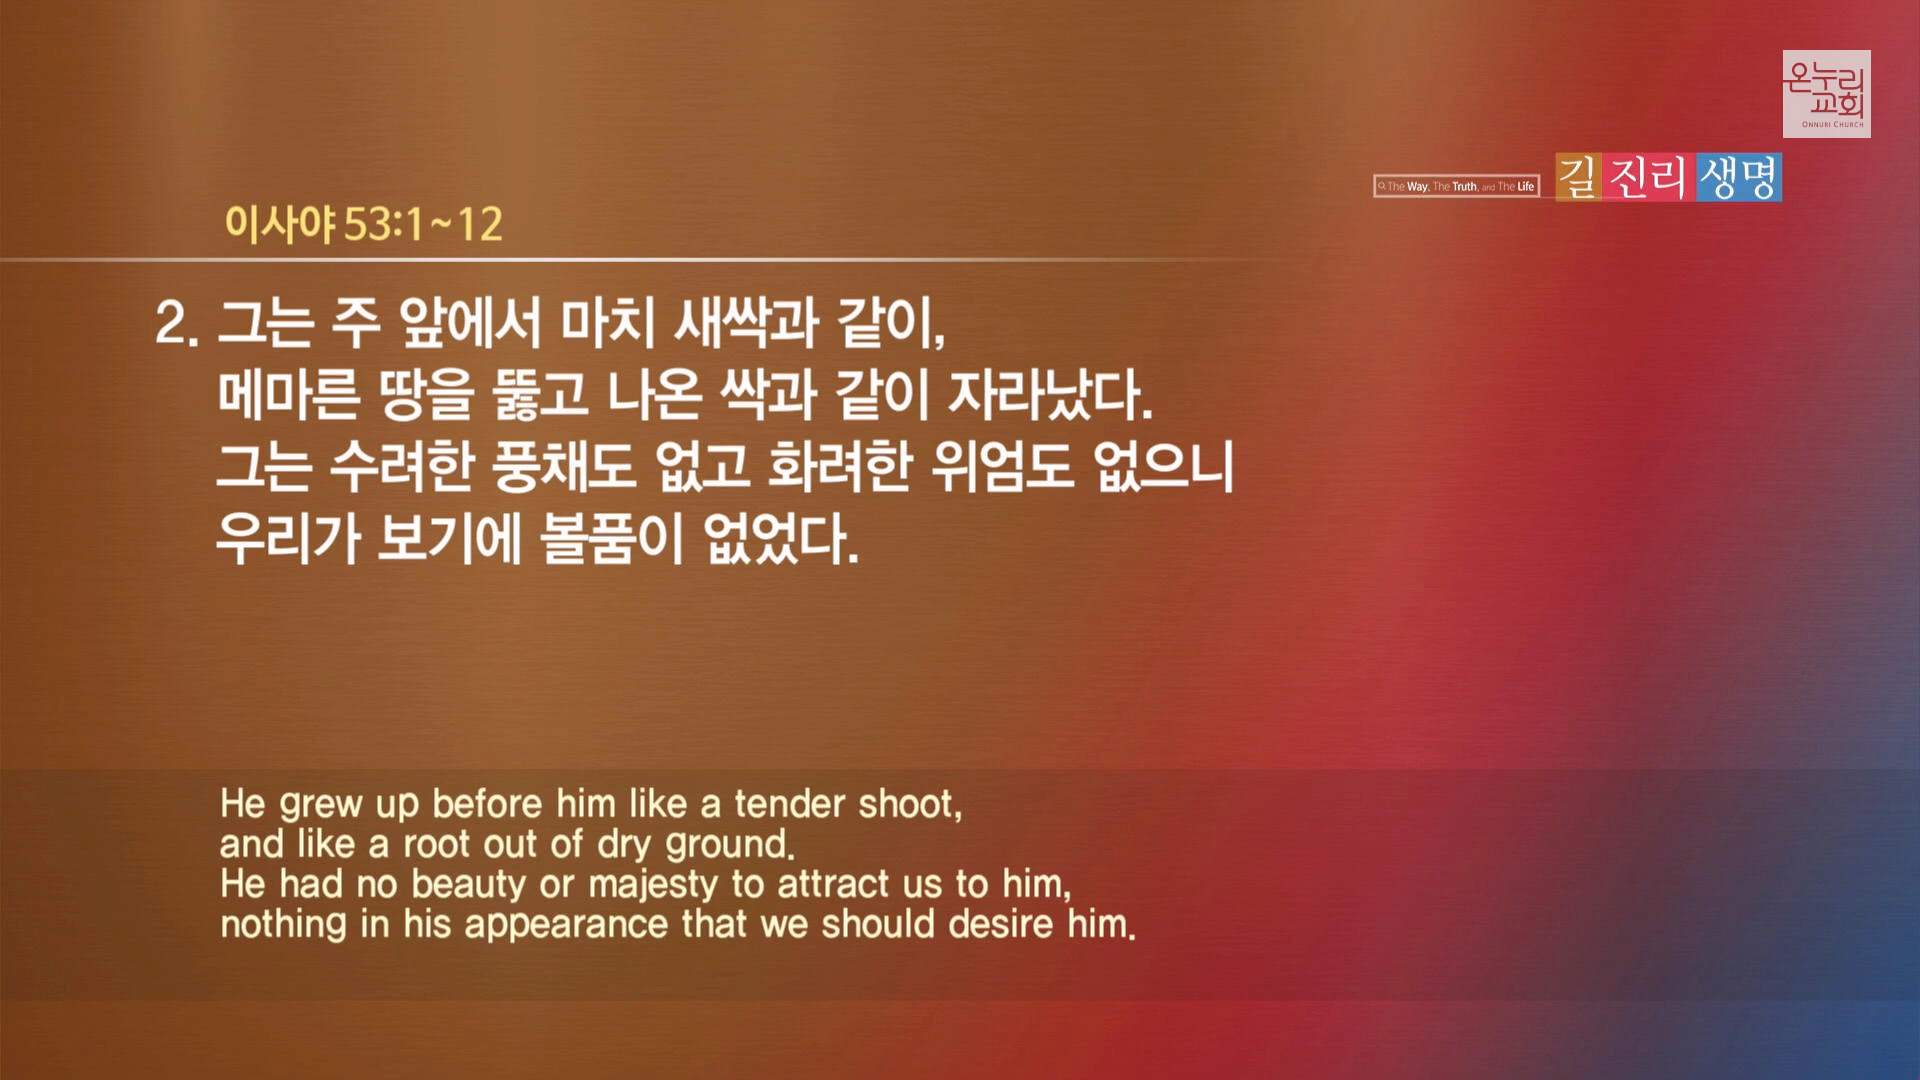 온누리
교회
ONNURI CHURCH
The Way, The Truth, and The Life
길 진리 생명
이사야 53:1~12
2. 그는 주 앞에서 마치 새싹과 같이,
메마른 땅을 뚫고 나온 싹과 같이 자라났다.
그는 수려한 풍채도 없고 화려한 위엄도 없으니
우리가 보기에 볼품이 없었다.
He grew up before him like a tender shoot,
and like a root out of dry ground.
He had no beauty or majesty to attract us to him,
nothing in his appearance that we should desire him.